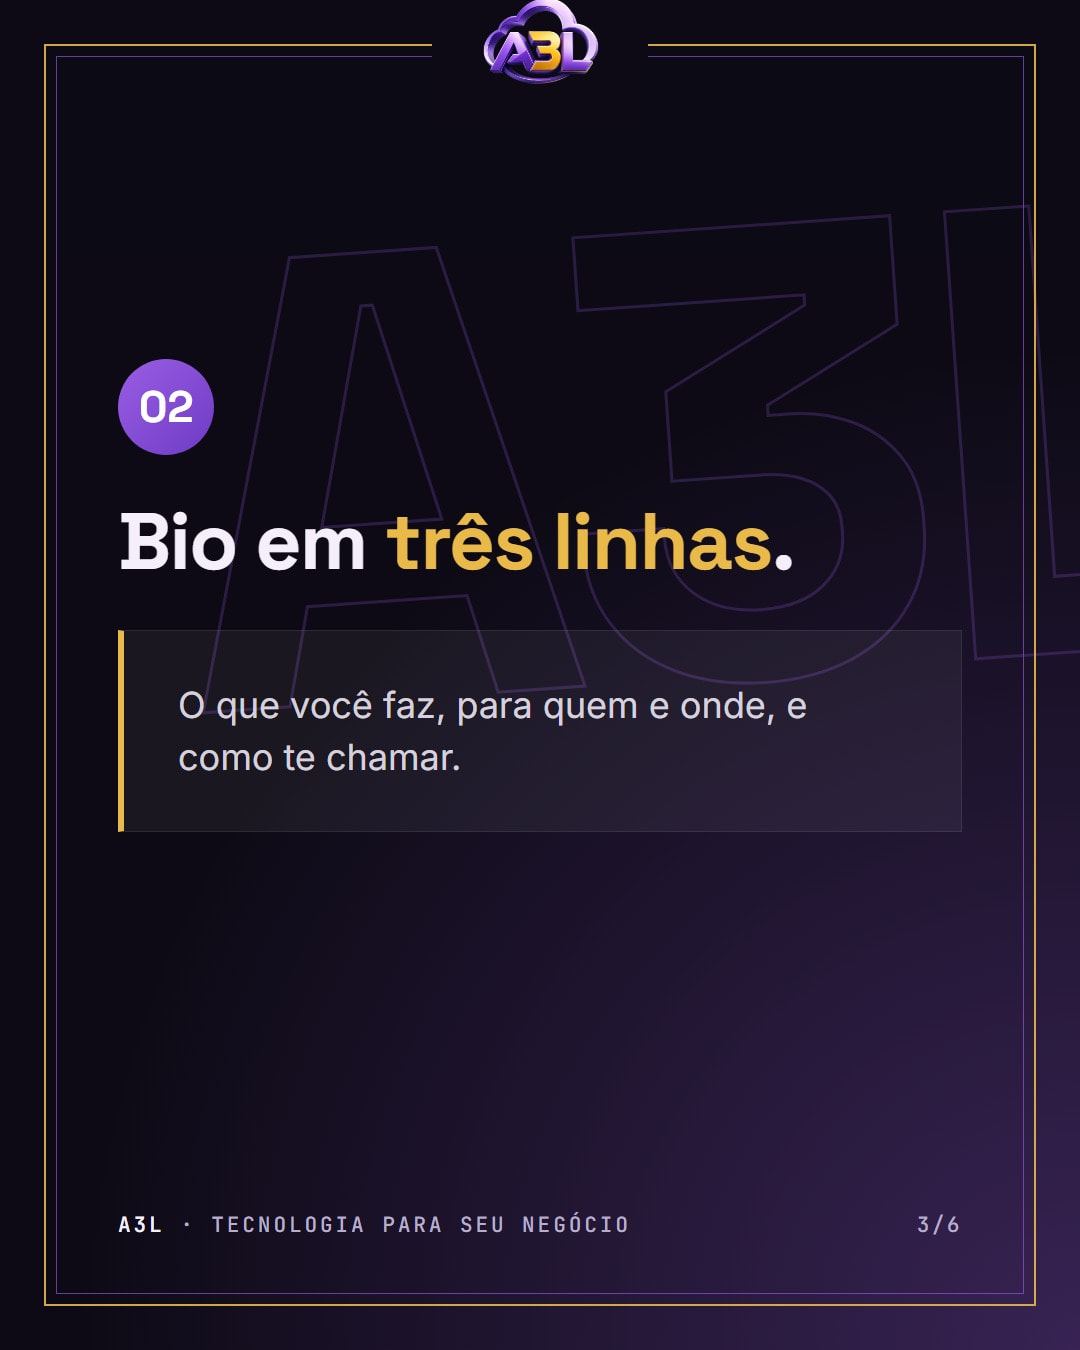 A3L
A3L
02
Bio em três linhas.
O que você faz, para quem e onde, e
como te chamar.
A3L · TECNOLOGIA PARA SEU NEGÓCIO
3/6